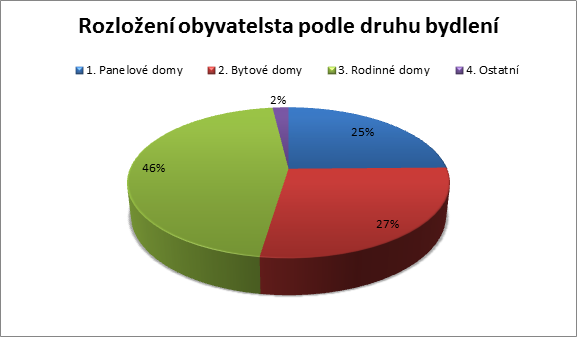 Rozložení obyvatelsta podle druhu bydlení
1. Panelové domy 2. Bytové domy 3. Rodinné domy 4. Ostatní
2%
25%
46%
27%